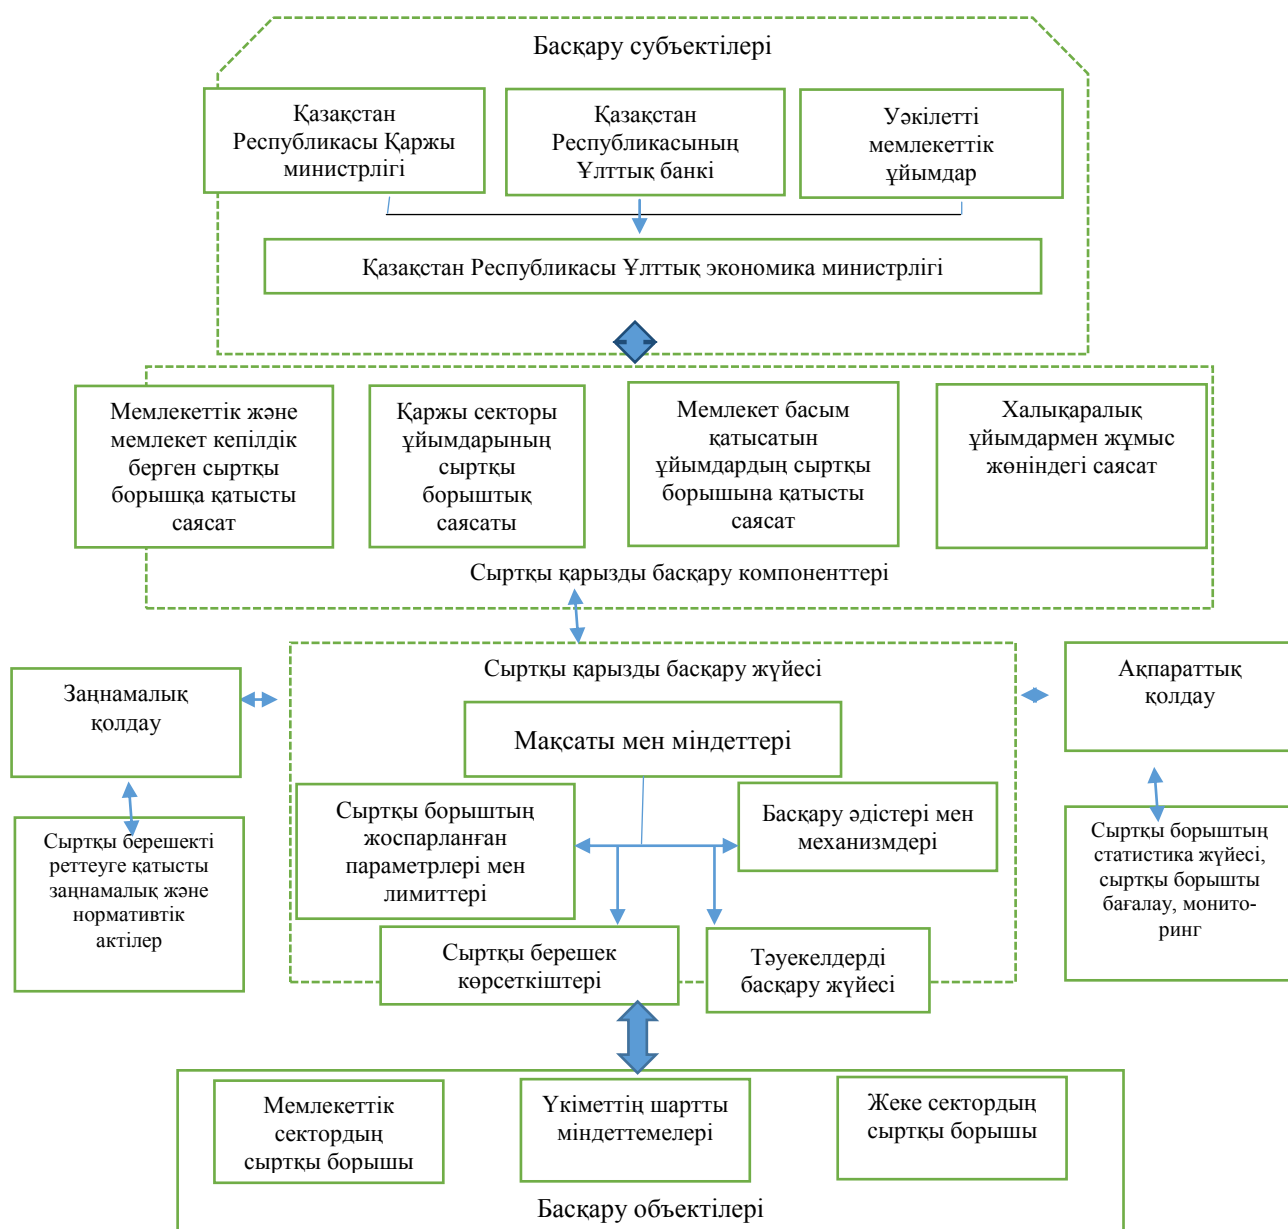 Басқару субъектілері
Қазақстан
Республикасы Қаржы
министрлігі
Қазақстан
Республикасының
Ұлттық банкі
Уәкілетті
мемлекеттік
ұйымдар
Қазақстан Республикасы Ұлттық экономика министрлігі
Мемлекеттік және
мемлекет кепілдік
берген сыртқы
борышқа қатысты
саясат
Қаржы секторы
ұйымдарының
сыртқы
борыштық
саясаты
Мемлекет басым
қатысатын
ұйымдардың сыртқы
борышына қатысты
саясат
Халықаралық
ұйымдармен жұмыс
жөніндегі саясат
Сыртқы қарызды басқару компоненттері
Заңнамалық
қолдау
Сыртқы берешекті
реттеуге қатысты
заңнамалық және
нормативтік
актілер
Сыртқы қарызды басқару жүйесі
Мақсаты мен міндеттері
Сыртқы борыштың
жоспарланған
параметрлері мен
лимиттері
Басқару әдістері мен
механизмдері
Сыртқы берешек
көрсеткіштері
Тәуекелдерді
басқару жүйесі
Ақпараттық
қолдау
Сыртқы борыштың
статистика жүйесі,
сыртқы борышты
бағалау, монито-
ринг
Мемлекеттік
сектордың
сыртқы борышы
Үкіметтің шартты
міндеттемелері
Жеке сектордың
сыртқы борышы
Басқару объектілері